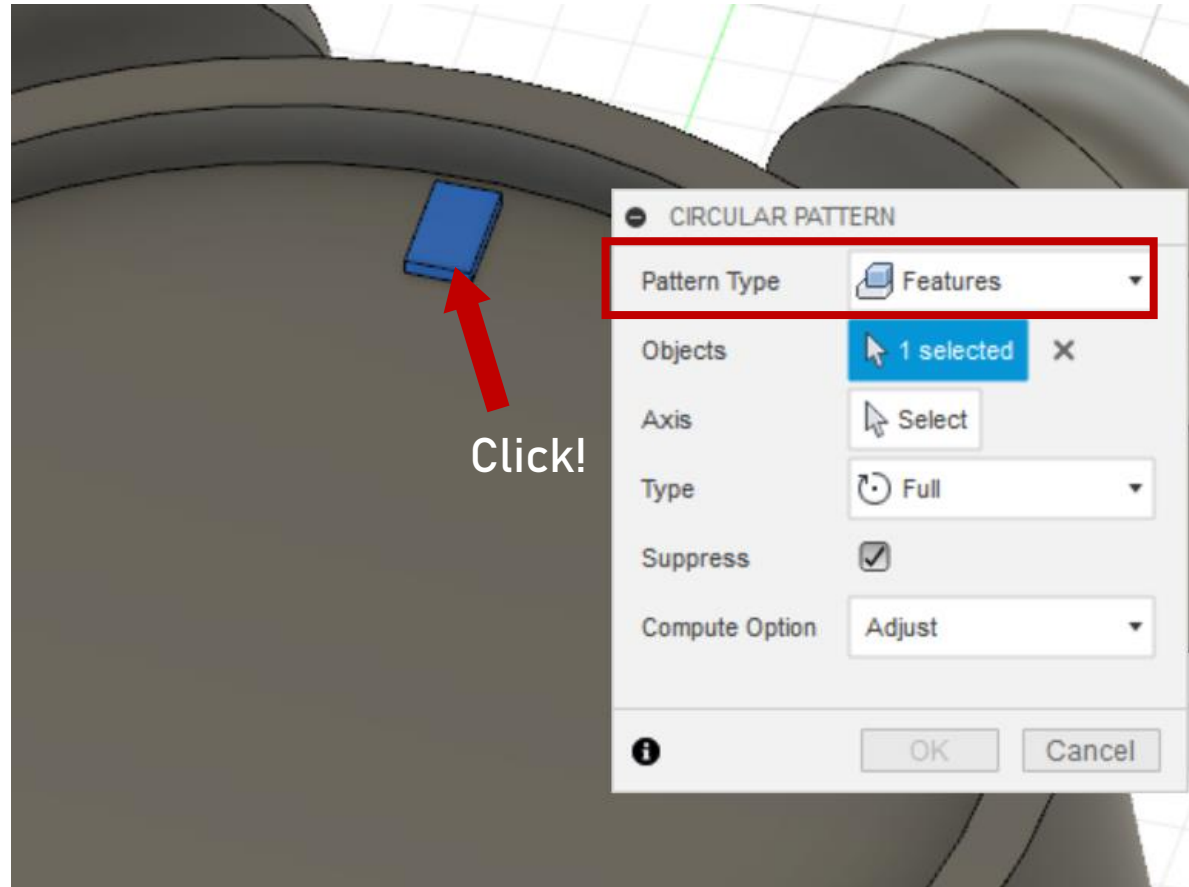 CIRCULAR PATTERN
Pattern Type Features
Objects 1 selected
Axis Select
Click!
Type Full
Suppress
Compute Option Adjust
OK Cancel